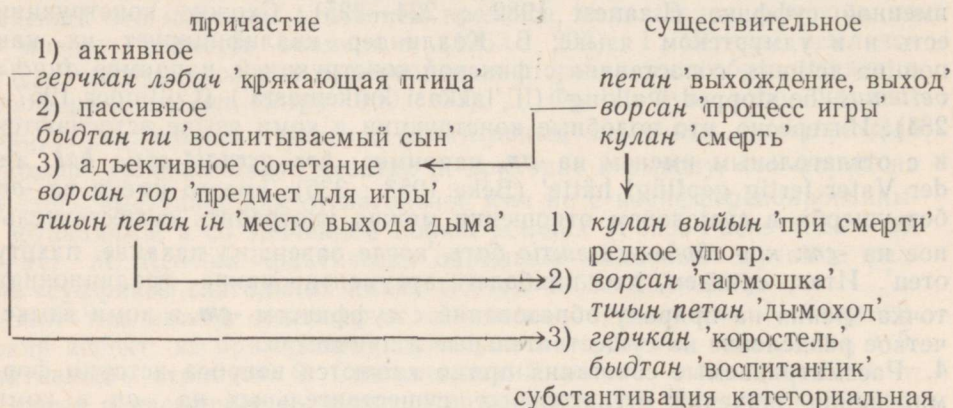 причастие
1) активное
герчкан лэбач 'крякающая птица'
2) пассивное
быдтан пи 'воспитываемый сын
3) адъективное сочетание
ворсан тор 'предмет для игры'
тшын петан ін 'место выхода дыма'
существительное
петан 'выхождение, выход'
ворсан 'процесс игры'
кулан 'смерть'
1) кулан выйын 'при смерти'
редкое употр.
2) ворсан 'гармошка'
тшын петан 'дымоход'
3) герчкан 'коростель'
быдтан 'воспитанник'
субстантивация категориальная